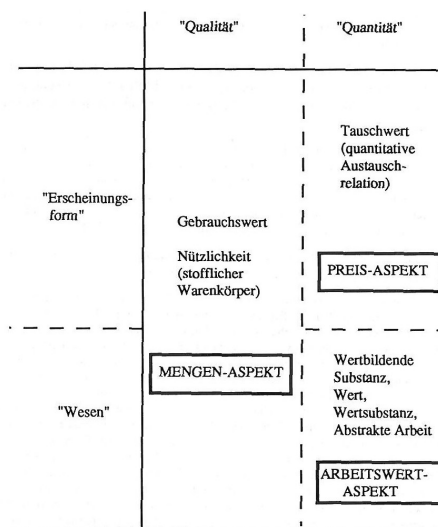 "Qualität"
"Quantität"
Tauschwert
(quantitative
Austausch-
relation)
"Erscheinungs-
form"
Gebrauchswert
Nützlichkeit
(stofflicher
Warenkörper)
PREIS-ASPEKT
MENGEN-ASPEKT
"Wesen"
Wertbildende
Substanz,
Wert,
Wertsubstanz,
Abstrakte Arbeit
ARBEITSWERT-
ASPEKT